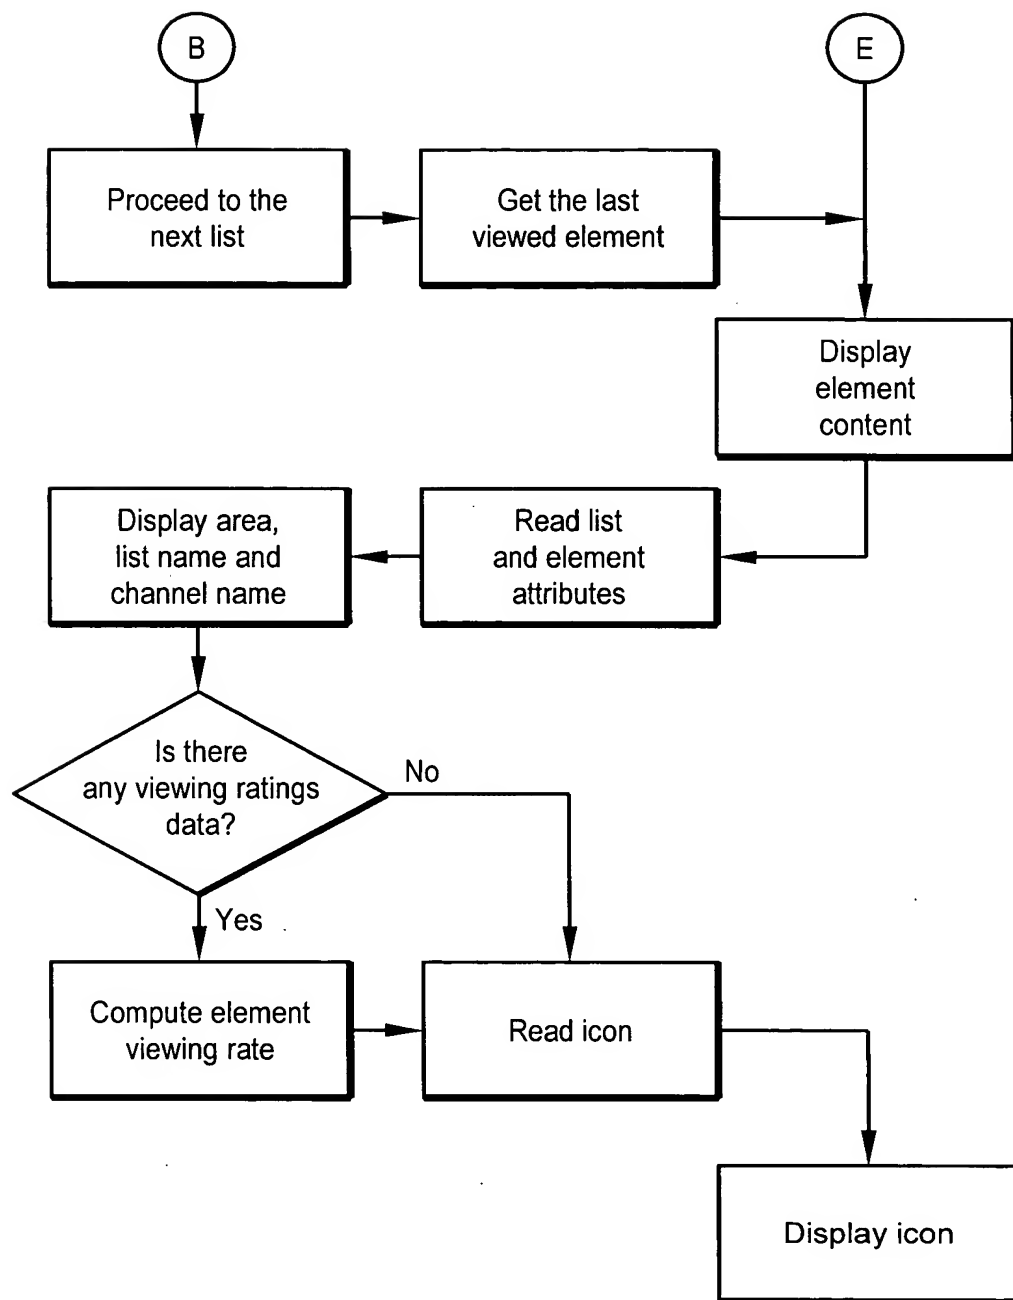 B
E
Proceed to the
next list
Get the last
viewed element
Display
element
content
Display area,
list name and
channel name
Read list
and element
attributes
Is there
any viewing ratings
data?
No
Yes
Compute element
viewing rate
Read icon
Display icon